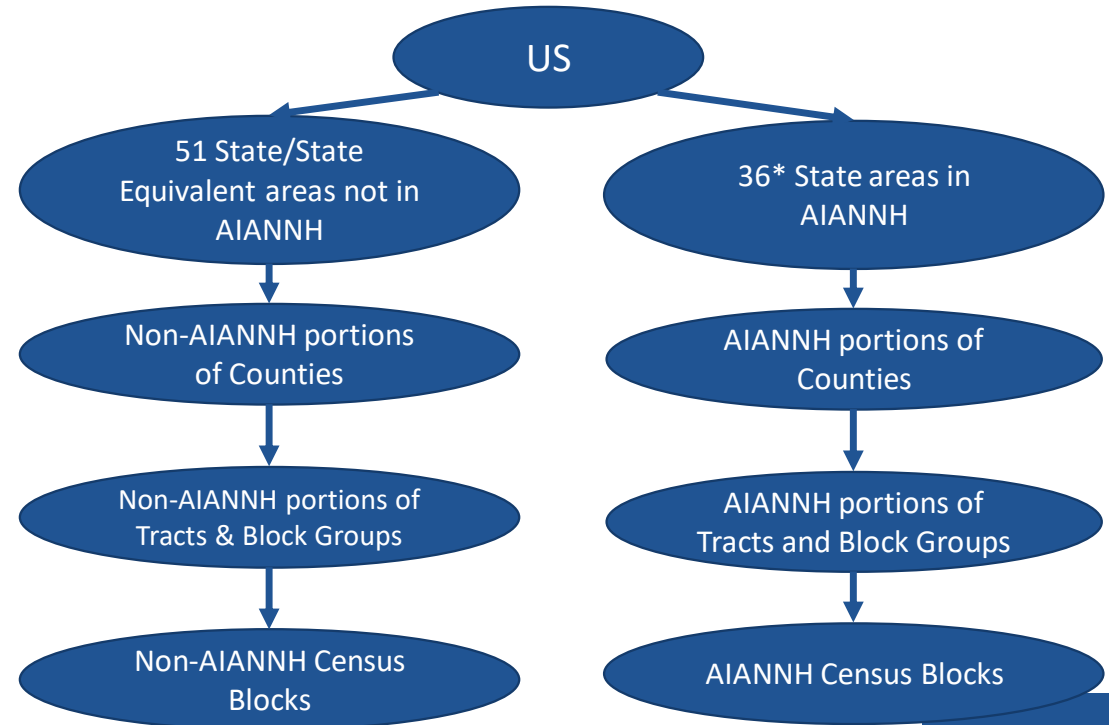 US
51 State/State
Equivalent areas not in
AIANNH
36* State areas in
AIANNH
Non-AIANNH portions
of Counties
AIANNH portions of
Counties
Non-AIANNH portions of
Tracts & Block Groups
AIANNH portions of
Tracts and Block Groups
Non-AIANNH Census
Blocks
AIANNH Census Blocks